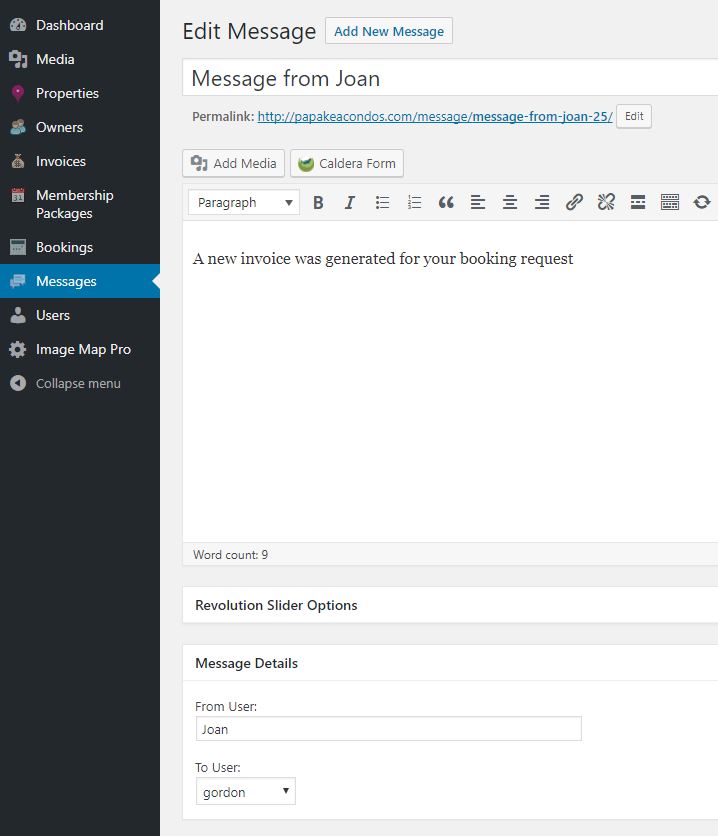 Dashboard
Media
Properties
Owners
Invoices
Membership
Packages
Bookings
Messages
Users
Image Map Pro
Collapse menu
Edit Message
Add New Message
Message from Joan
Permalink: http://papakeacondos.com/message/message-from-joan-25/ Edit
Add Media
Caldera Form
Paragraph
A new invoice was generated for your booking request
Word count: 9
Revolution Slider Options
Message Details
From User:
Joan
To User:
gordon